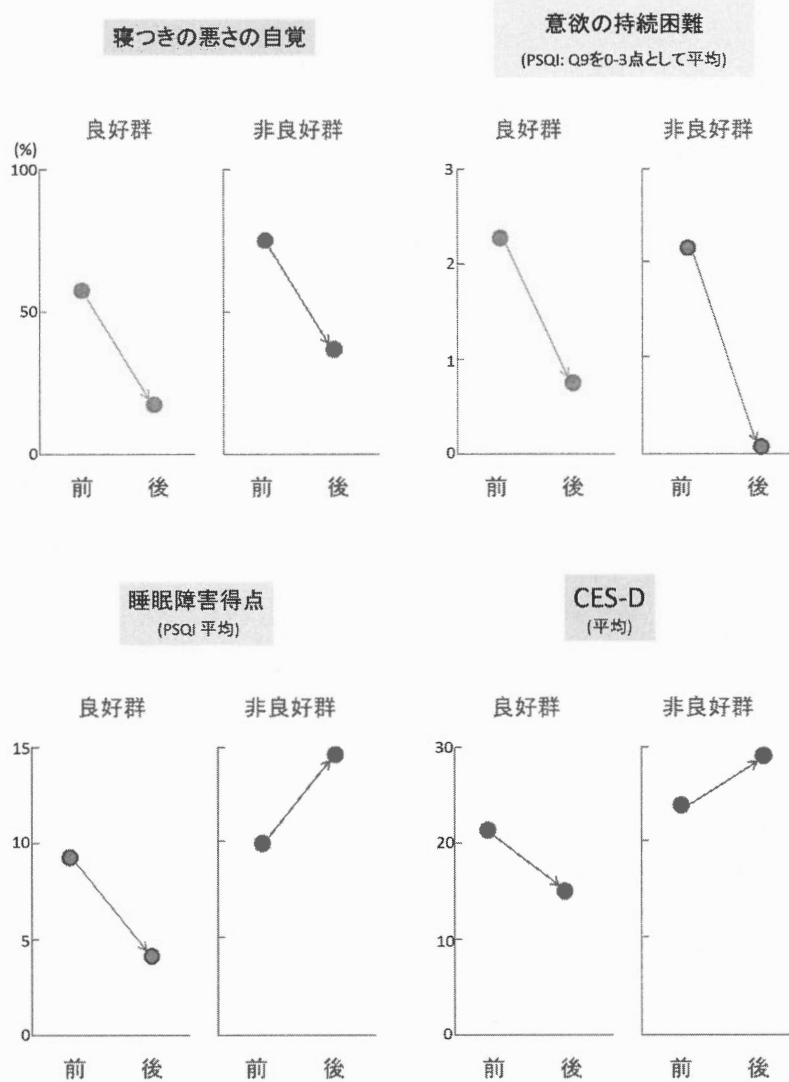 寝つきの悪さの自覚
意欲の持続困難
(PSQI: Q9を0-3点として平均)
良好群
非良好群
良好群
非良好群
(%)
100
50
0
3
2
1
0
前
後
前
後
前
後
前
後
睡眠障害得点
(PSQI 平均)
CES-D
(平均)
良好群
非良好群
良好群
非良好群
15
10
5
0
30
20
10
0
前
後
前
後
前
後
前
後